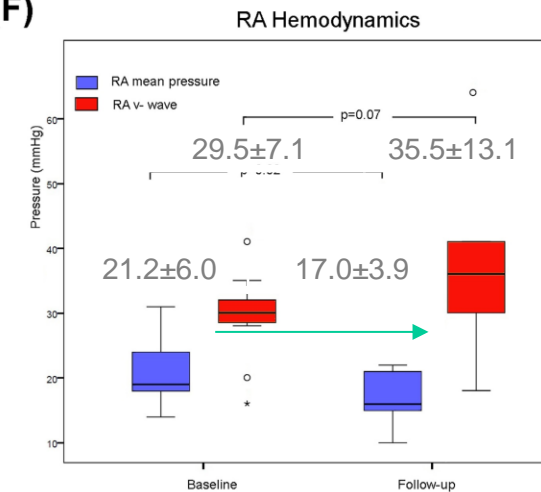 F)
RA Hemodynamics
RA mean pressure
RA v- wave
p=0.07
29.5±7.1 35.5±13.1
21.2±6.0 17.0±3.9
Pressure (mmHg)
60
50
40
30
20
10
*
Baseline Follow-up